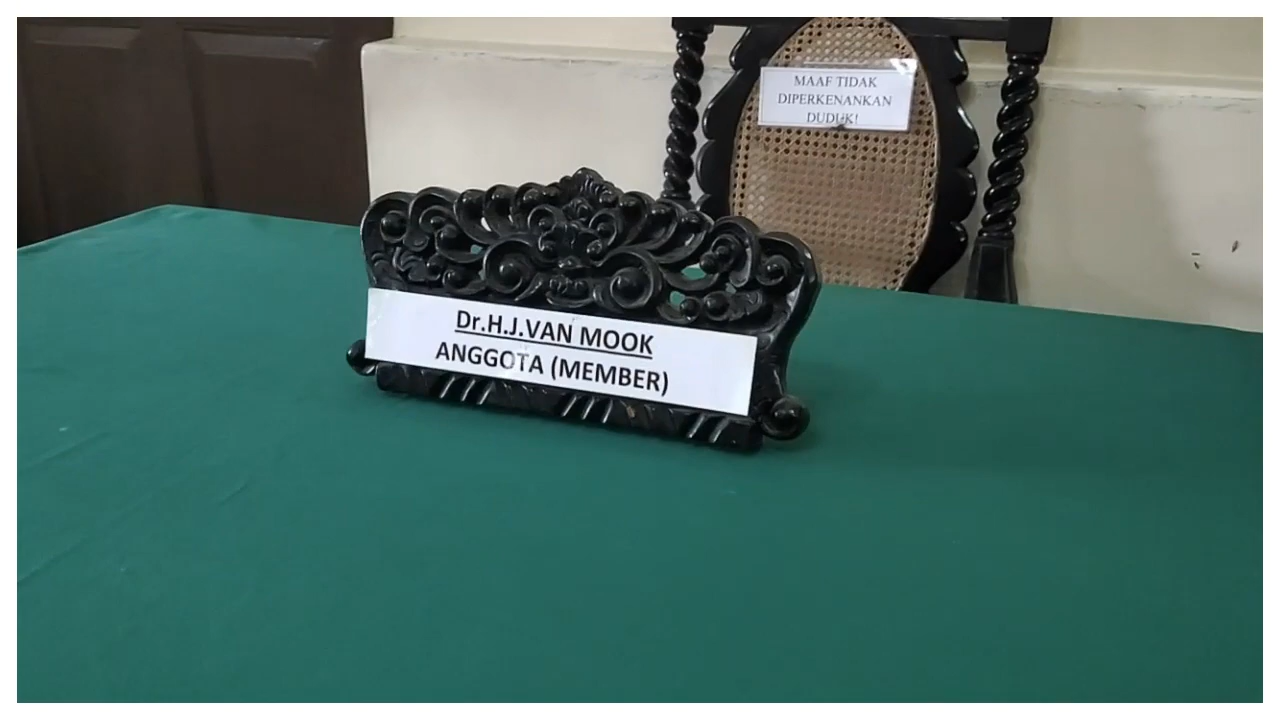 MAAF TIDAK
DIPERKENANKAN
DUDUK!
Dr.H.J.VAN MOOK
ANGGOTA (MEMBER)